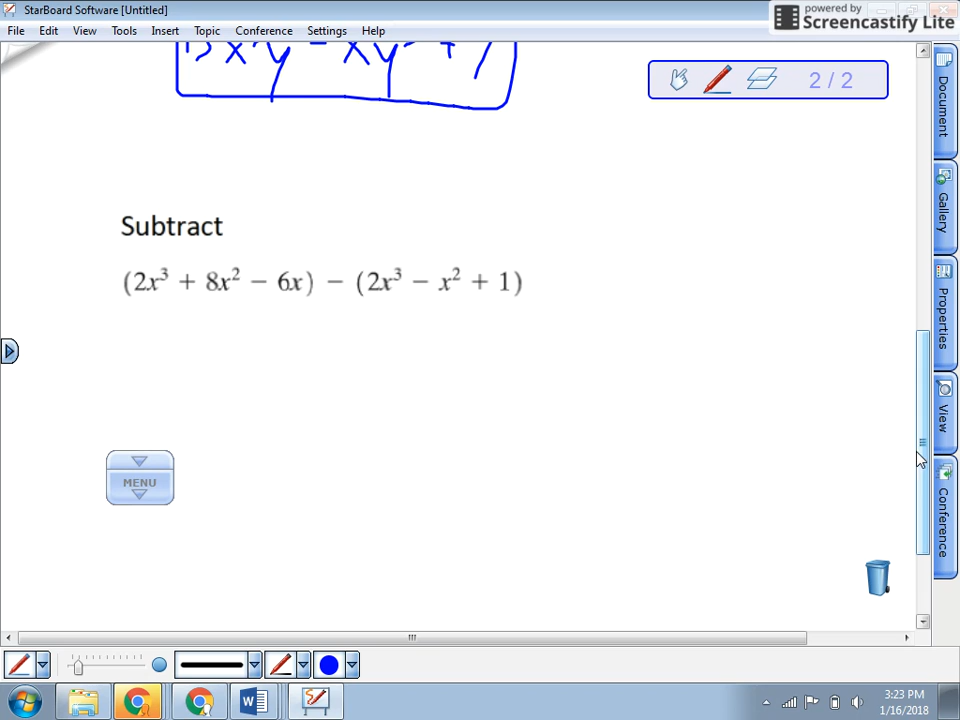 StarBoard Software [Untitled]
powered by
Screencastify Lite
File Edit View Tools Insert Topic Conference Settings Help
2 / 2
Document
Gallery
Properties
View
Conference
Subtract
(2x³ + 8x² − 6x) − (2x³ − x² + 1)
MENU
3:23 PM
1/16/2018